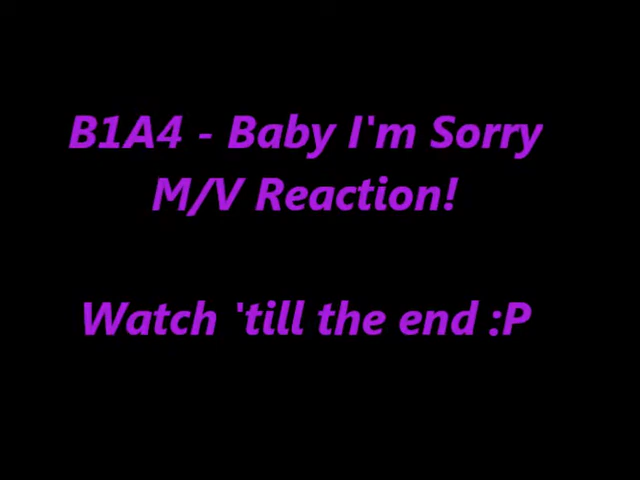 B1A4 - Baby I'm Sorry
M/V Reaction!
Watch 'till the end :P